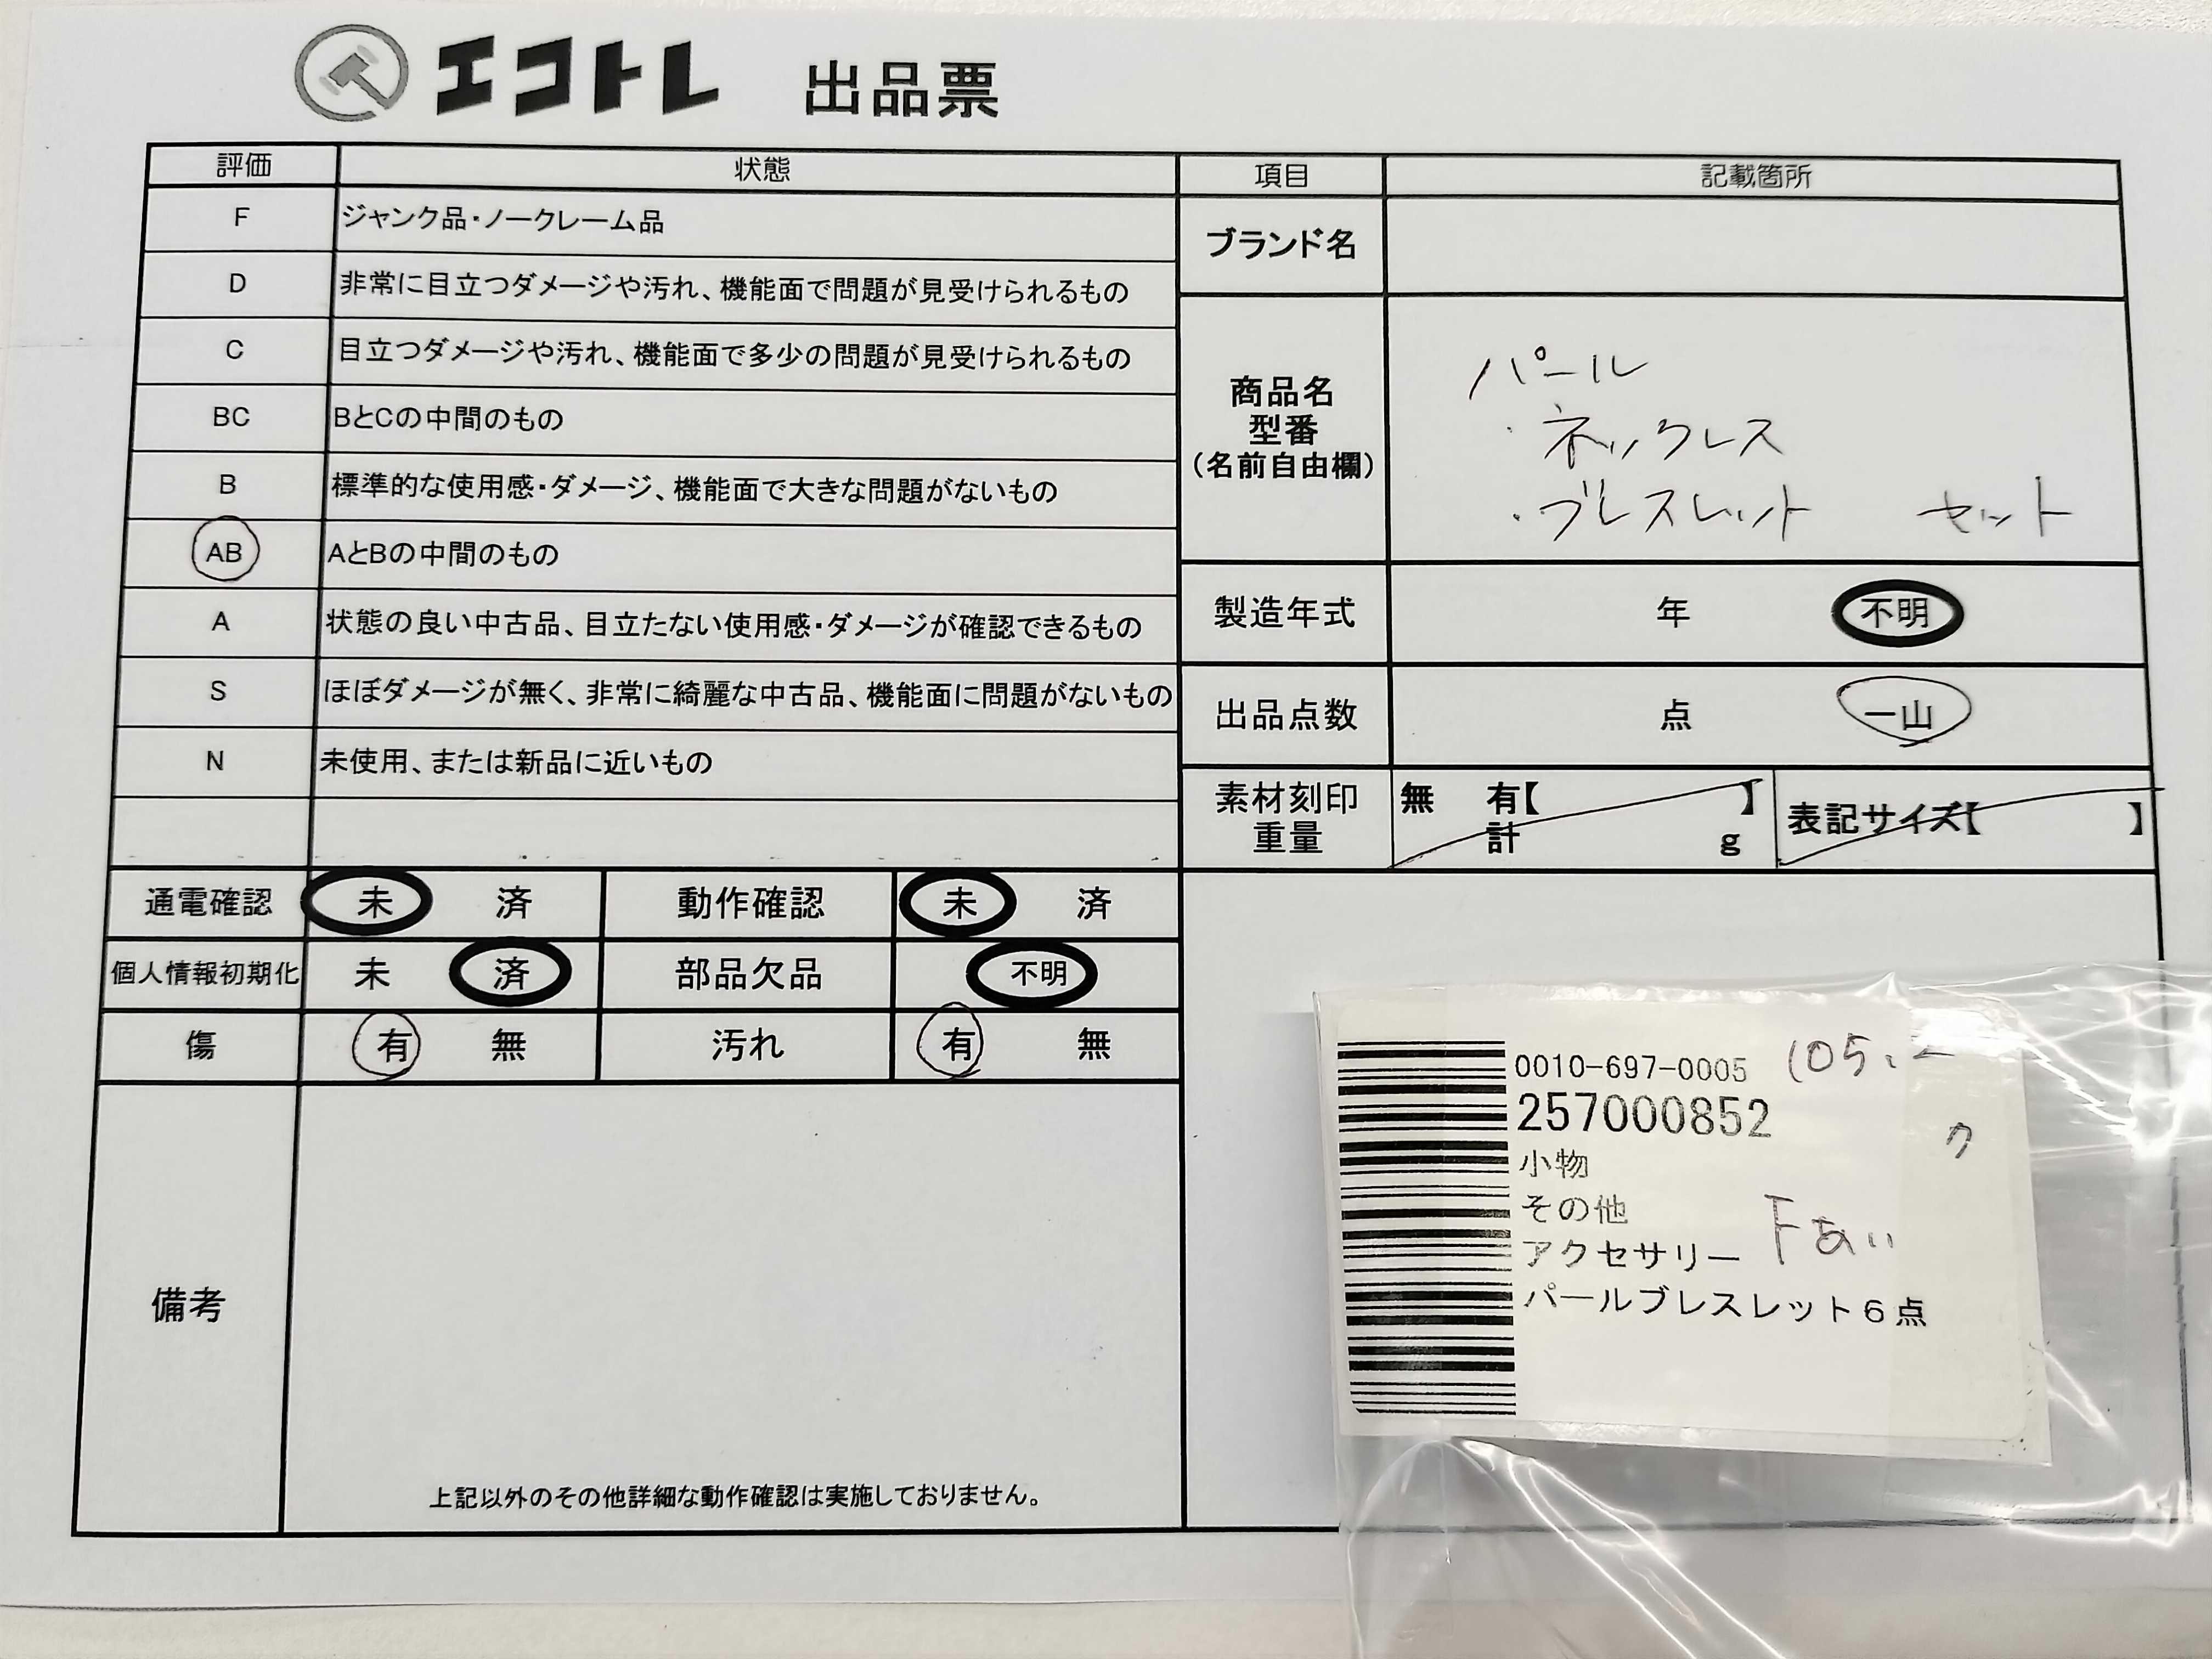 エコトレ 出品票
評価 状態 項目 記載箇所
F ジャンク品・ノークレーム品
D 非常に目立つダメージや汚れ、機能面で問題が見受けられるもの
C 目立つダメージや汚れ、機能面で多少の問題が見受けられるもの
BC BとCの中間のもの
B 標準的な使用感・ダメージ、機能面で大きな問題がないもの
AB AとBの中間のもの
A 状態の良い中古品、目立たない使用感・ダメージが確認できるもの
S ほぼダメージが無く、非常に綺麗な中古品、機能面に問題がないもの
N 未使用、または新品に近いもの
ブランド名
商品名
型番
(名前自由欄)
パール
・ネックレス
・ブレスレット セット
製造年式 年 不明
出品点数 点 一山
素材刻印
重量
無 有【 】
計 g
表記サイズ【 】
通電確認 未 済 動作確認 未 済
個人情報初期化 未 済 部品欠品 不明
傷 有 無 汚れ 有 無
備考
上記以外のその他詳細な動作確認は実施しておりません。
0010-697-0005
257000852
小物
その他
アクセサリー
パールブレスレット6点